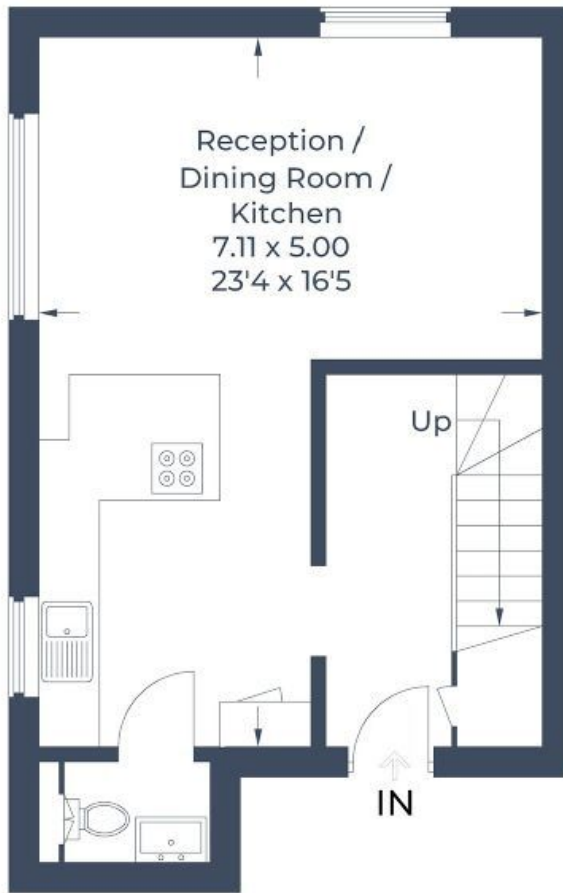 Reception /
Dining Room /
Kitchen
7.11 x 5.00
23'4 x 16'5
Up
IN